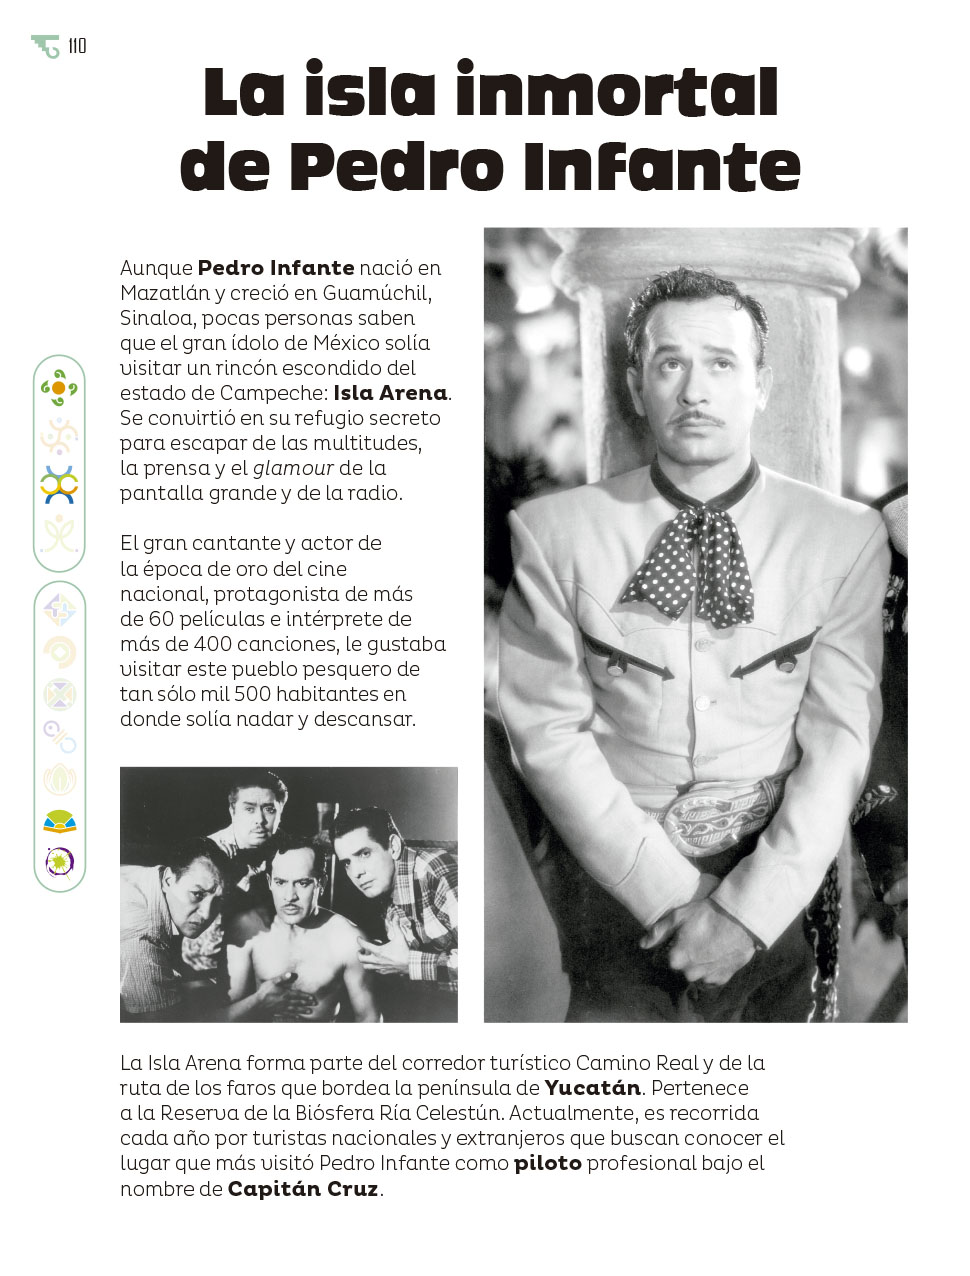 110
La isla inmortal
de Pedro Infante
Aunque Pedro Infante nació en
Mazatlán y creció en Guamúchil,
Sinaloa, pocas personas saben
que el gran ídolo de México solía
visitar un rincón escondido del
estado de Campeche: Isla Arena.
Se convirtió en su refugio secreto
para escapar de las multitudes,
la prensa y el glamour de la
pantalla grande y de la radio.
El gran cantante y actor de
la época de oro del cine
nacional, protagonista de más
de 60 películas e intérprete de
más de 400 canciones, le gustaba
visitar este pueblo pesquero de
tan sólo mil 500 habitantes en
donde solía nadar y descansar.
La Isla Arena forma parte del corredor turístico Camino Real y de la
ruta de los faros que bordea la península de Yucatán. Pertenece
a la Reserva de la Biósfera Ría Celestún. Actualmente, es recorrida
cada año por turistas nacionales y extranjeros que buscan conocer el
lugar que más visitó Pedro Infante como piloto profesional bajo el
nombre de Capitán Cruz.